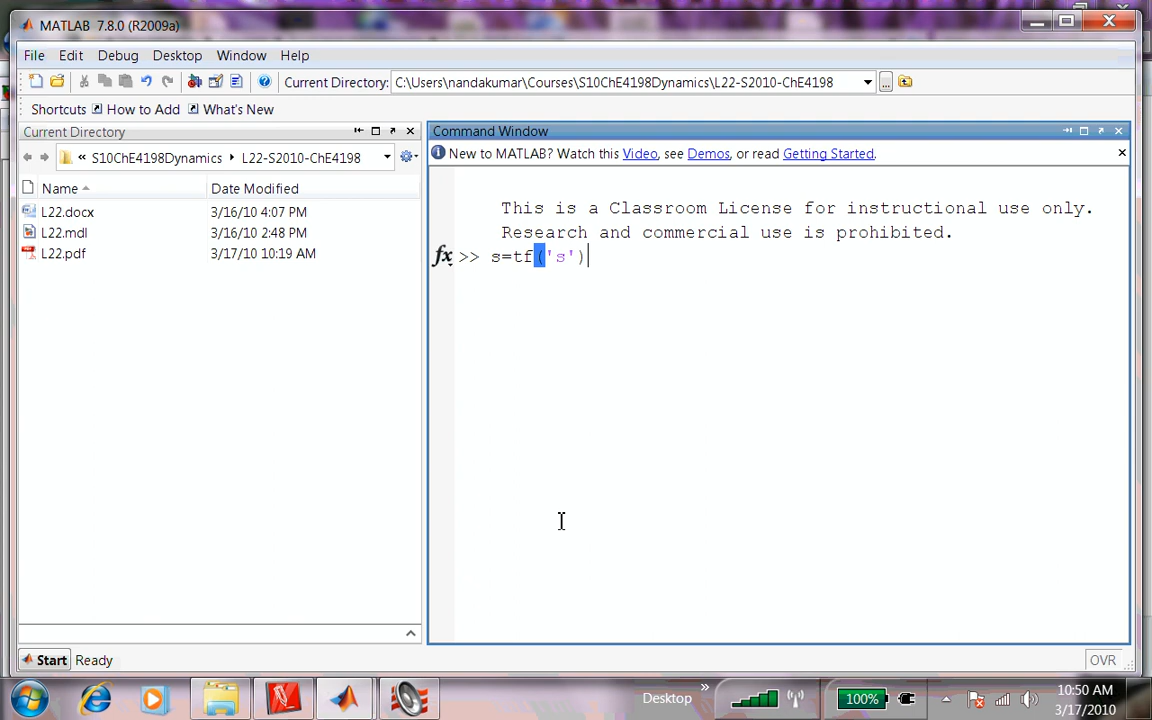 MATLAB 7.8.0 (R2009a)
File Edit Debug Desktop Window Help
Current Directory: C:\Users\nandakumar\Courses\S10ChE4198Dynamics\L22-S2010-ChE4198 ...
Shortcuts How to Add What's New
Current Directory
« S10ChE4198Dynamics L22-S2010-ChE4198
Name Date Modified
L22.docx 3/16/10 4:07 PM
L22.mdl 3/16/10 2:48 PM
L22.pdf 3/17/10 10:19 AM
Command Window
New to MATLAB? Watch this Video, see Demos, or read Getting Started.
This is a Classroom License for instructional use only.
Research and commercial use is prohibited.
fx >> s=tf('s')
Start Ready
OVR
Desktop »
100%
10:50 AM
3/17/2010